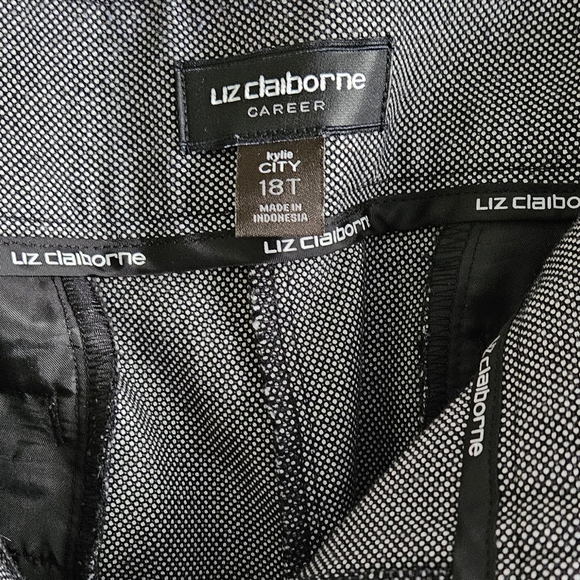 Liz claiborne
CAREER
kylie
CITY
18T
MADE IN
INDONESIA
Liz claiborne
Liz claiborne
Liz claibo
Liz claiborne